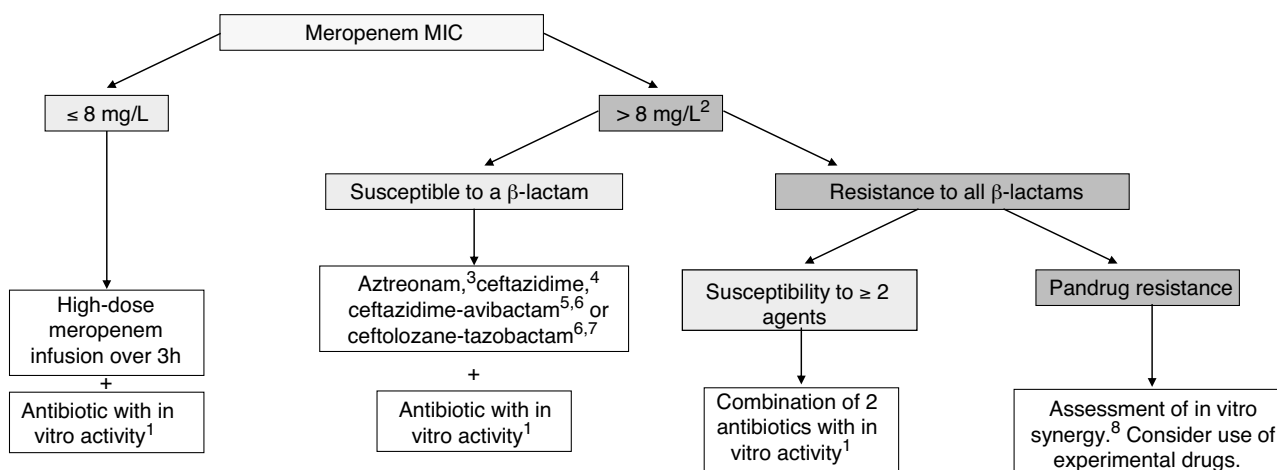 Meropenem MIC
≤ 8 mg/L
> 8 mg/L²
Susceptible to a β-lactam
Resistance to all β-lactams
High-dose
meropenem
infusion over 3h
+
Antibiotic with in
vitro activity¹
Aztreonam,³ceftazidime,⁴
ceftazidime-avibactam⁵,⁶ or
ceftolozane-tazobactam⁶,⁷
+
Antibiotic with in
vitro activity¹
Susceptibility to ≥ 2
agents
Combination of 2
antibiotics with in
vitro activity¹
Pandrug resistance
Assessment of in vitro
synergy.⁸ Consider use of
experimental drugs.